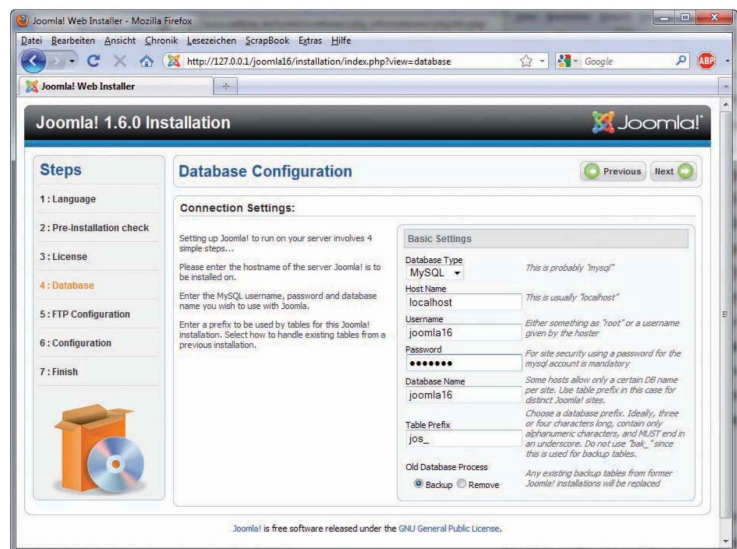 Joomla! Web Installer - Mozilla Firefox
Datei Bearbeiten Ansicht Chronik Lesezeichen ScrapBook Extras Hilfe
http://127.0.0.1/joomla16/installation/index.php?view=database
Google
ABP
Joomla! Web Installer
Joomla! 1.6.0 Installation
Joomla!
Steps
1 : Language
2 : Pre-Installation check
3 : License
4 : Database
5 : FTP Configuration
6 : Configuration
7 : Finish
Database Configuration
Previous
Next
Connection Settings:
Setting up Joomla! to run on your server involves 4
simple steps...
Please enter the hostname of the server Joomla! is to
be installed on.
Enter the MySQL username, password and database
name you wish to use with Joomla.
Enter a prefix to be used by tables for this Joomla!
installation. Select how to handle existing tables from a
previous installation.
Basic Settings
Database Type
MySQL
This is probably "mysql"
Host Name
localhost
This is usually "localhost"
Username
joomla16
Either something as "root" or a username
given by the hoster
Password
•••••••
For site security using a password for the
mysql account is mandatory
Database Name
joomla16
Some hosts allow only a certain DB name
per site. Use table prefix in this case for
distinct Joomla! sites.
Table Prefix
jos_
Choose a database prefix. Ideally, three
or four characters long, contain only
alphanumeric characters, and MUST end in
an underscore. Do not use "bak_" since
this is used for backup tables.
Old Database Process
Backup Remove
Any existing backup tables from former
Joomla! installations will be replaced
Joomla! is free software released under the GNU General Public License.